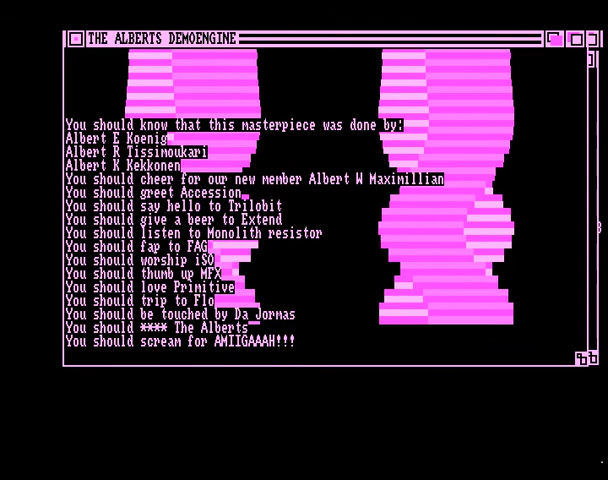 THE ALBERTS DEMOENGINE
You should know that this masterpiece was done by:
Albert E Koenig
Albert R Tissimoukari
Albert K Kekkonen
You should cheer for our new member Albert W Maximillian
You should greet Accession
You should say hello to Trilobit
You should give a beer to Extend
You should listen to Monolith resistor
You should fap to FAG
You should worship iSO
You should thumb up MFX
You should love Primitive
You should trip to Flo
You should be touched by Da Jormas
You should **** The Alberts
You should scream for AMIIGAAAH!!!